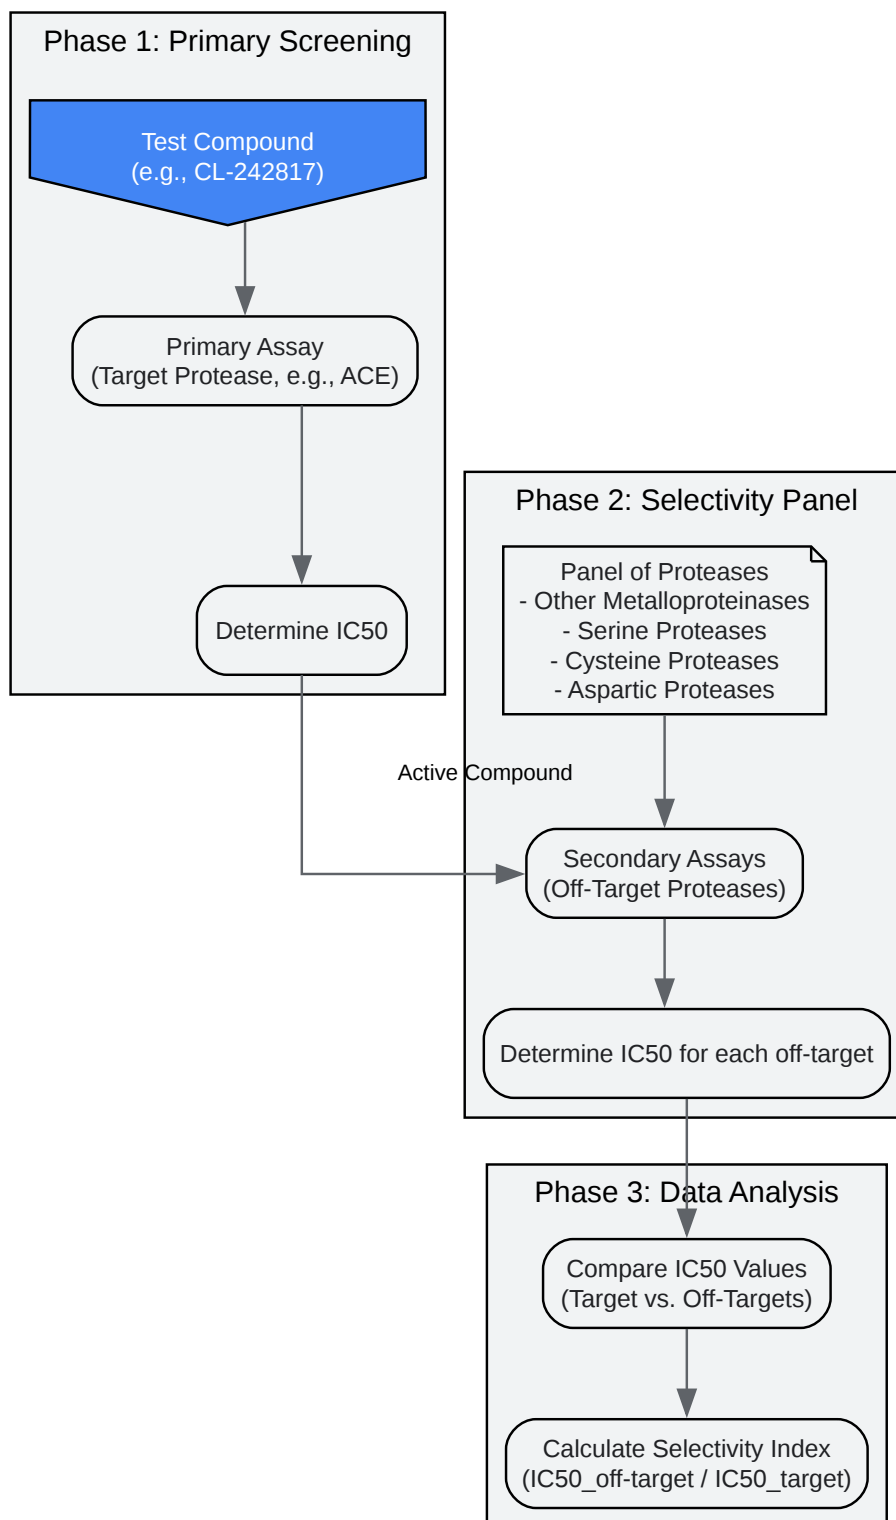 Phase 1: Primary Screening
Test Compound
(e.g., CL-242817)
Primary Assay
(Target Protease, e.g., ACE)
Determine IC50
Active Compound
Phase 2: Selectivity Panel
Panel of Proteases
- Other Metalloproteinases
- Serine Proteases
- Cysteine Proteases
- Aspartic Proteases
Secondary Assays
(Off-Target Proteases)
Determine IC50 for each off-target
Phase 3: Data Analysis
Compare IC50 Values
(Target vs. Off-Targets)
Calculate Selectivity Index
(IC50_off-target / IC50_target)